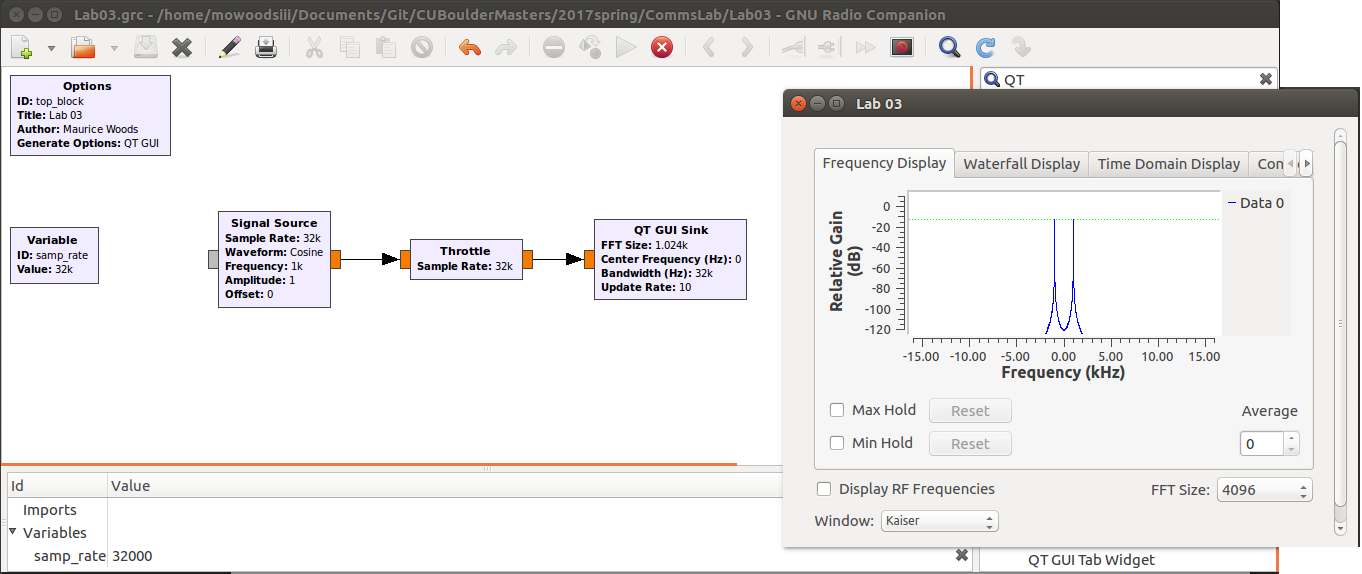 Lab03.grc - /home/mowoodsiii/Documents/Git/CUBoulderMasters/2017spring/CommsLab/Lab03 - GNU Radio Companion
QT
Options
ID: top_block
Title: Lab 03
Author: Maurice Woods
Generate Options: QT GUI
Variable
ID: samp_rate
Value: 32k
Signal Source
Sample Rate: 32k
Waveform: Cosine
Frequency: 1k
Amplitude: 1
Offset: 0
Throttle
Sample Rate: 32k
QT GUI Sink
FFT Size: 1.024k
Center Frequency (Hz): 0
Bandwidth (Hz): 32k
Update Rate: 10
Lab 03
Frequency Display Waterfall Display Time Domain Display Con
Data 0
Relative Gain
(dB)
0
-20
-40
-60
-80
-100
-120
-15.00 -10.00 -5.00 0.00 5.00 10.00 15.00
Frequency (kHz)
Max Hold Reset
Average
Min Hold Reset
0
Display RF Frequencies
FFT Size: 4096
Window: Kaiser
Id Value
Imports
Variables
samp_rate 32000
QT GUI Tab Widget